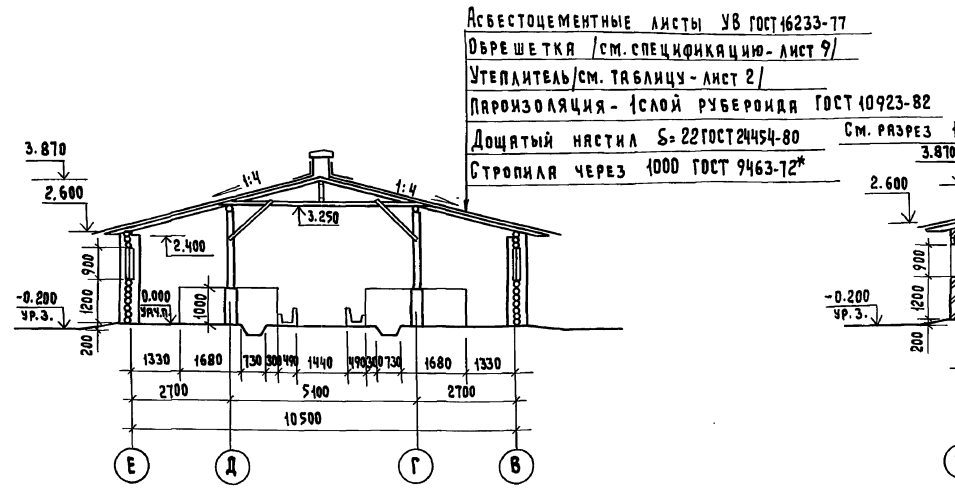 Асбестоцементные листы УВ ГОСТ 16233-77
Обрешетка /см. спецификацию - лист 9/
Утеплитель /см. таблицу - лист 2/
Пароизоляция - 1 слой рубероида ГОСТ 10923-82
Дощатый настил S=22 ГОСТ 24454-80
Стропила через 1000 ГОСТ 9463-72*
См. разрез 1
3.870
2.600
1:4
1:4
3.250
2.400
900
1200
200
-0.200
УР.З.
0.000
УР.Ч.П.
1000
1330 1680 730 300 490 1440 490 300 730 1680 1330
2700 5100 2700
10500
Е Д Г В
3.870
2.600
900
1200
200
-0.200
УР.З.